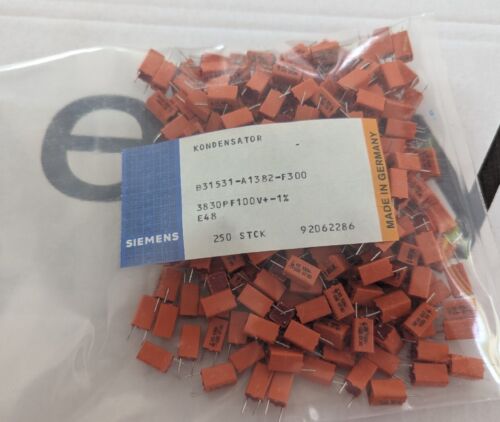 KONDENSATOR -
B31531-A1382-F300
3830PF100V+-1%
E48
250 STCK 92062286
SIEMENS
MADE IN GERMANY
e